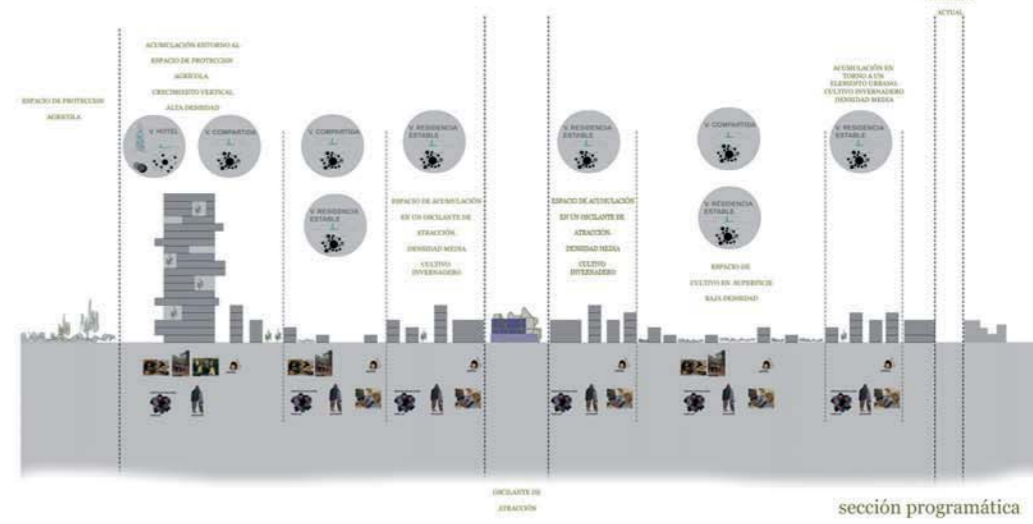 ACTUAL
ESPACIO DE PROTECCION
AGRÍCOLA
ACUMULACIÓN ENTORNO AL
ESPACIO DE PROTECCION
AGRÍCOLA
CRECIMIENTO VERTICAL
ALTA DENSIDAD
ACUMULACIÓN EN
TORNO A UN
ELEMENTO URBANO.
CULTIVO INVERNADERO
DENSIDAD MEDIA
V. HOTEL
V. COMPARTIDA
V. COMPARTIDA
V. RESIDENCIA
ESTABLE
V. RESIDENCIA
ESTABLE
V. COMPARTIDA
V. RESIDENCIA
ESTABLE
V. RESIDENCIA
ESTABLE
V. RESIDENCIA
ESTABLE
ESPACIO DE ACUMULACIÓN
EN UN OSCILANTE DE
ATRACCIÓN.
DENSIDAD MEDIA
CULTIVO
INVERNADERO
ESPACIO DE ACUMULACIÓN
EN UN OSCILANTE DE
ATRACCIÓN.
DENSIDAD MEDIA
CULTIVO
INVERNADERO
ESPACIO DE
CULTIVO EN SUPERFICIE
BAJA DENSIDAD
OSCILANTE DE
ATRACCIÓN
sección programática